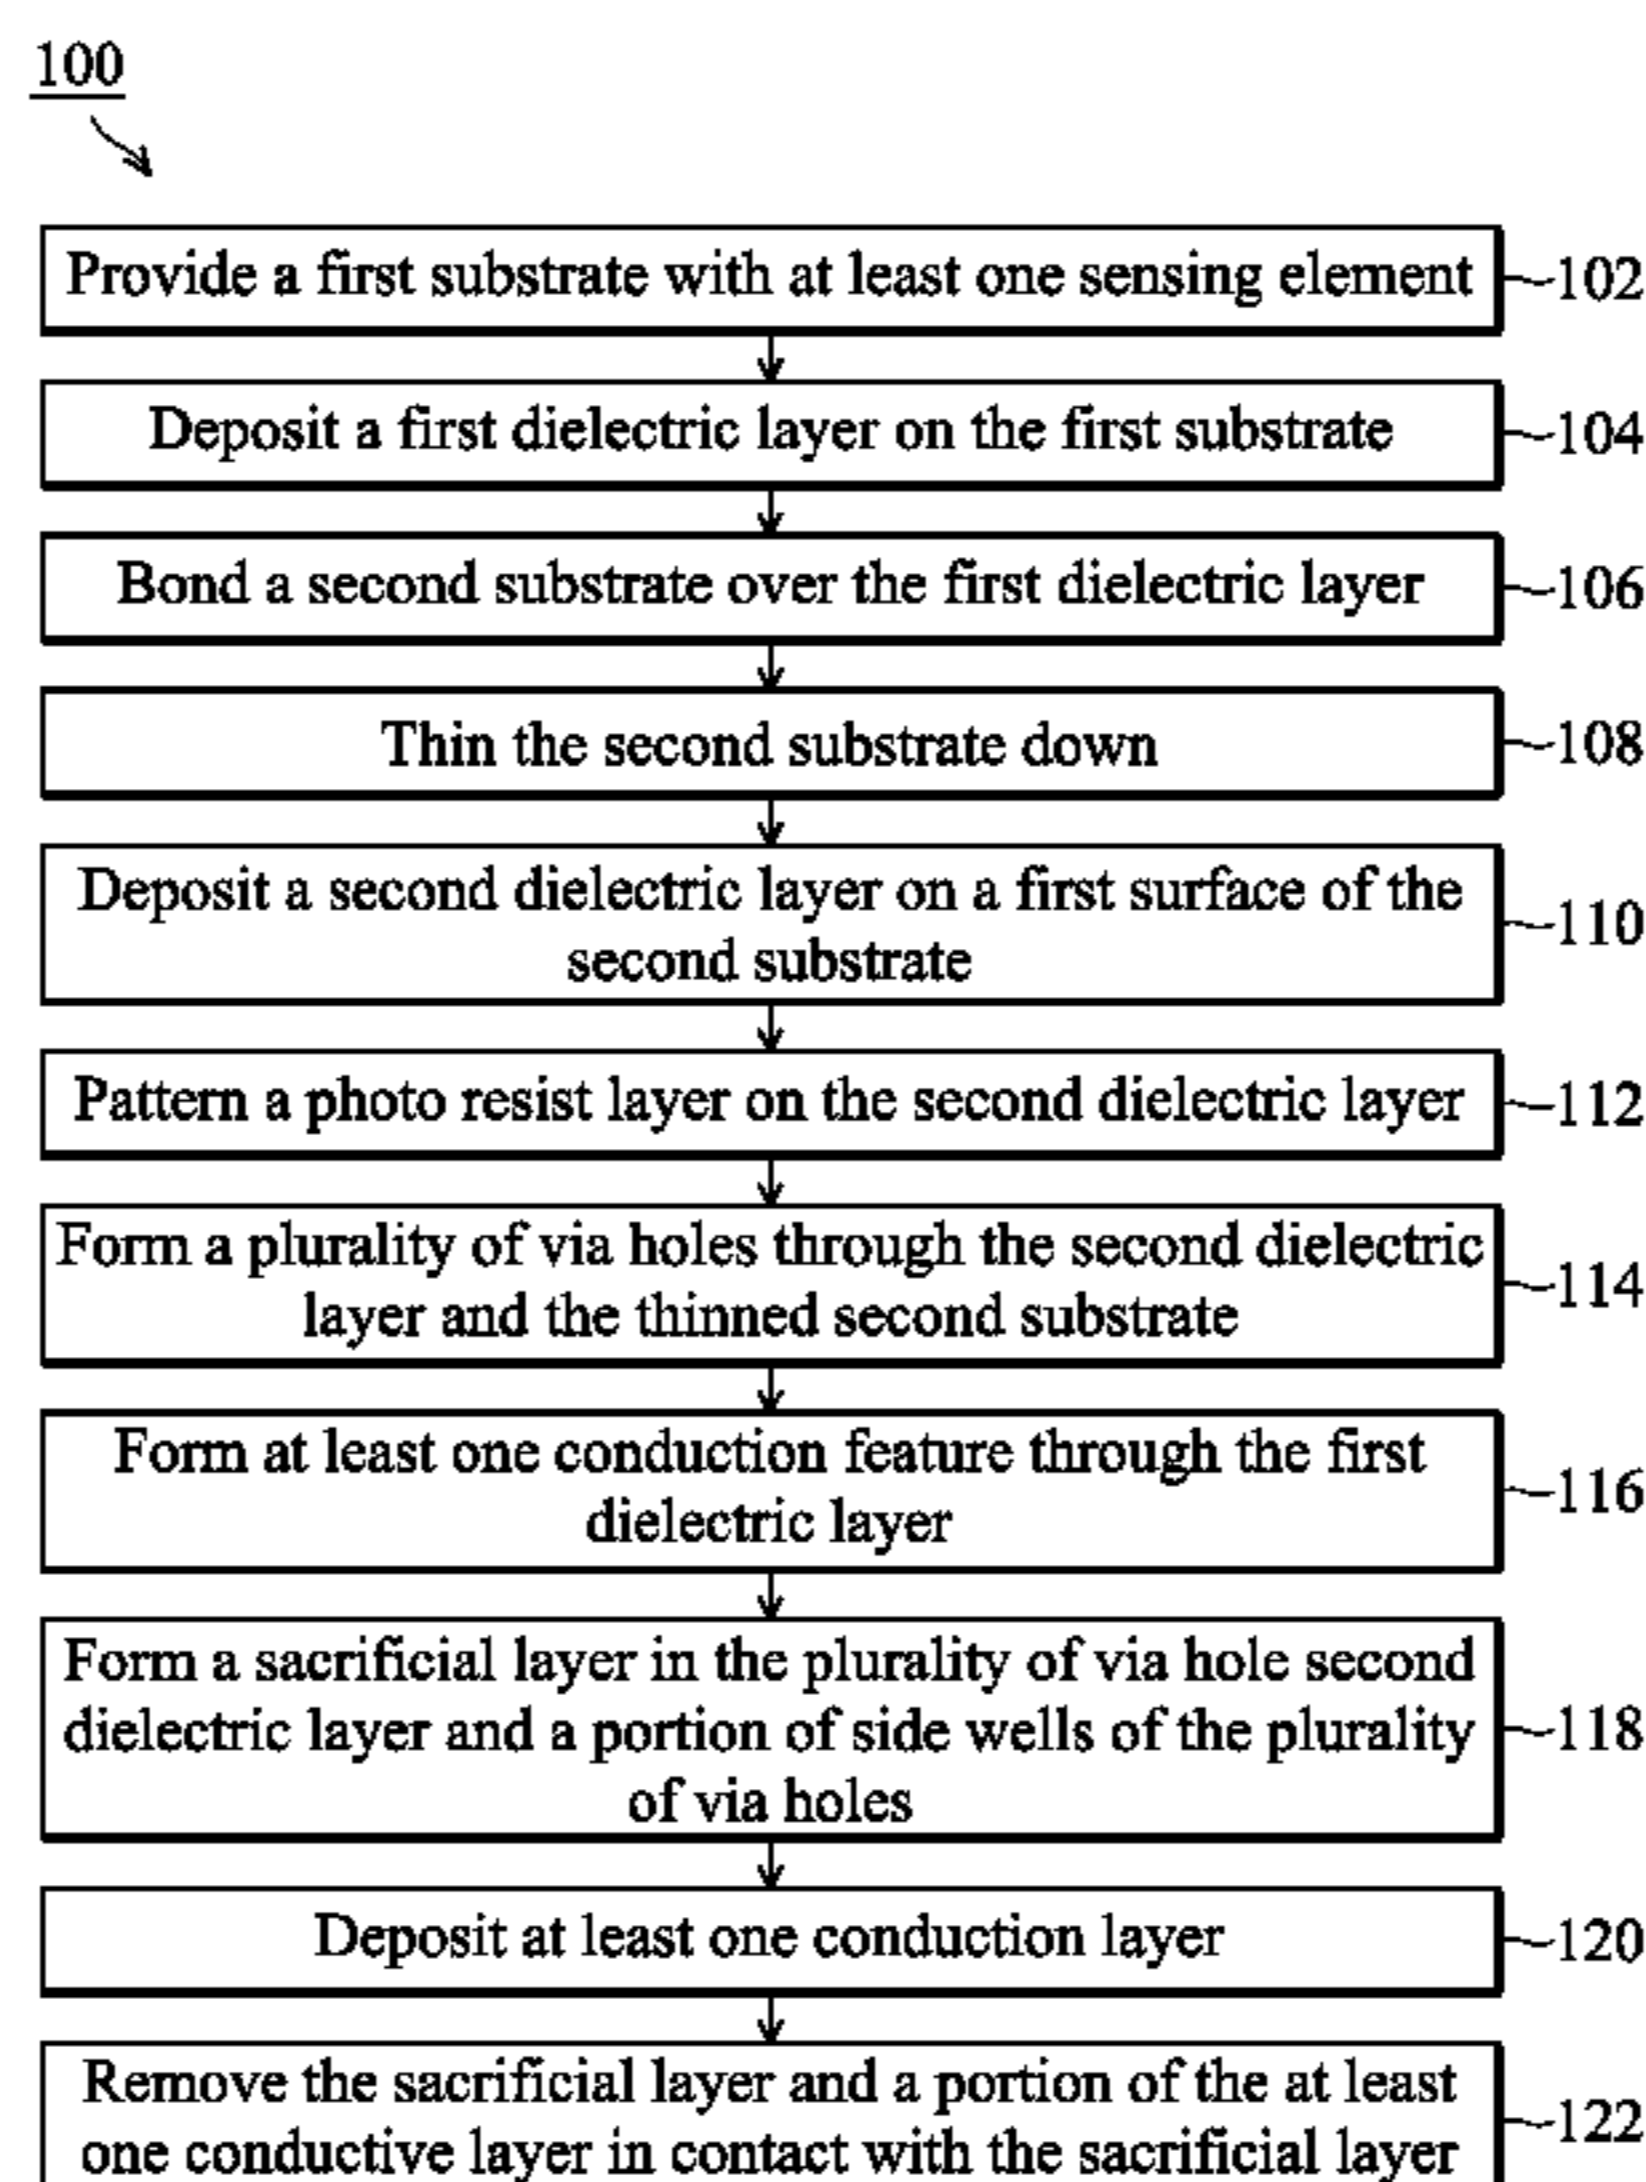 100
Provide a first substrate with at least one sensing element
102
Deposit a first dielectric layer on the first substrate
104
Bond a second substrate over the first dielectric layer
106
Thin the second substrate down
108
Deposit a second dielectric layer on a first surface of the
second substrate
110
Pattern a photo resist layer on the second dielectric layer
112
Form a plurality of via holes through the second dielectric
layer and the thinned second substrate
114
Form at least one conduction feature through the first
dielectric layer
116
Form a sacrificial layer in the plurality of via hole second
dielectric layer and a portion of side wells of the plurality
of via holes
118
Deposit at least one conduction layer
120
Remove the sacrificial layer and a portion of the at least
one conductive layer in contact with the sacrificial layer
122